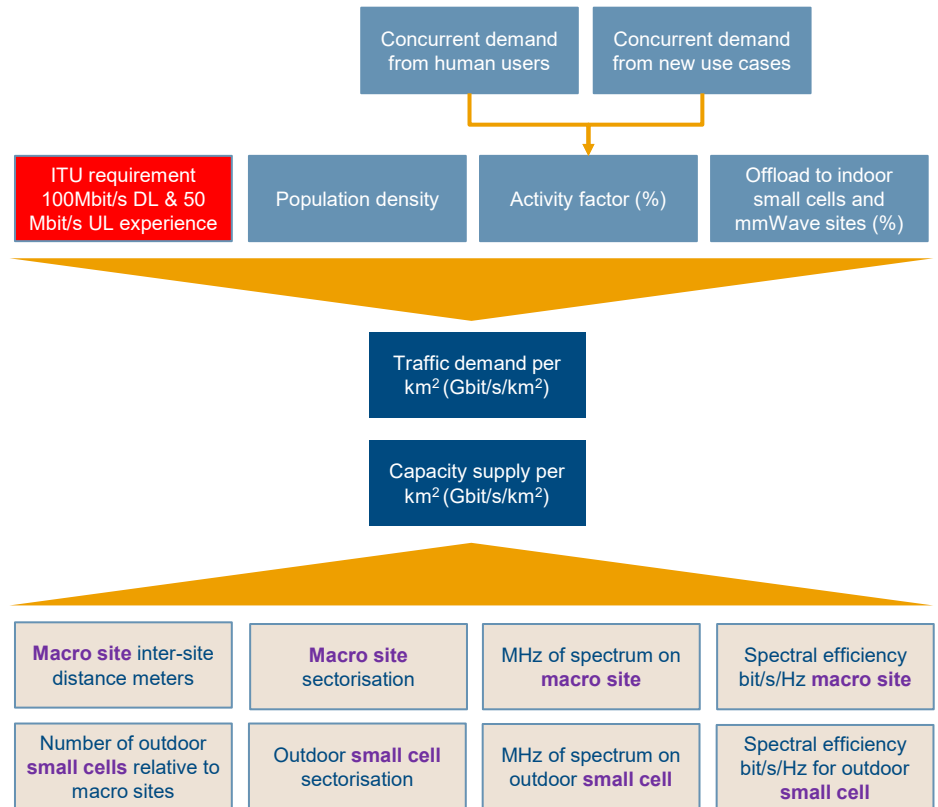 Concurrent demand
from human users
Concurrent demand
from new use cases
ITU requirement
100Mbit/s DL & 50
Mbit/s UL experience
Population density
Activity factor (%)
Offload to indoor
small cells and
mmWave sites (%)
Traffic demand per
km² (Gbit/s/km²)
Capacity supply per
km² (Gbit/s/km²)
Macro site inter-site
distance meters
Macro site
sectorisation
MHz of spectrum on
macro site
Spectral efficiency
bit/s/Hz macro site
Number of outdoor
small cells relative to
macro sites
Outdoor small cell
sectorisation
MHz of spectrum on
outdoor small cell
Spectral efficiency
bit/s/Hz for outdoor
small cell